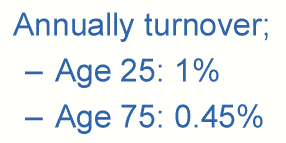 Annually turnover;
– Age 25: 1%
– Age 75: 0.45%